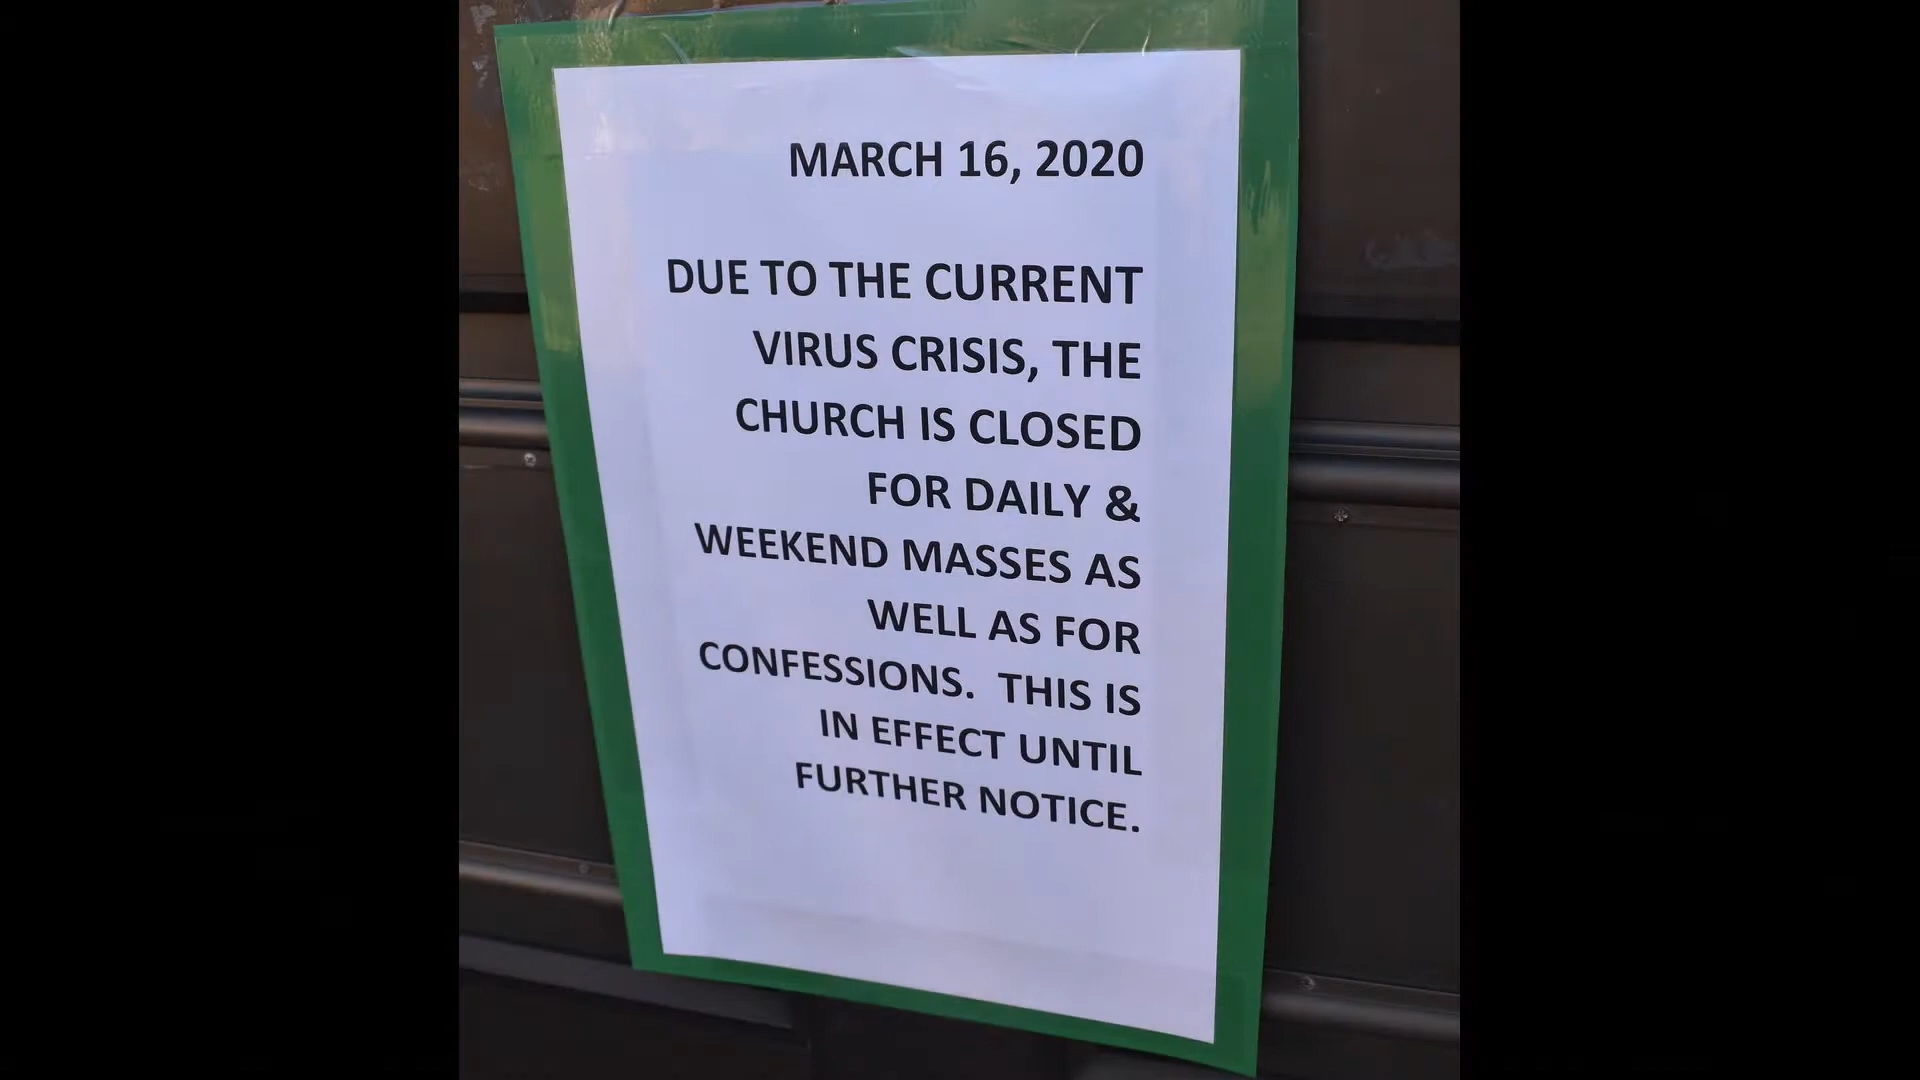 MARCH 16, 2020
DUE TO THE CURRENT
VIRUS CRISIS, THE
CHURCH IS CLOSED
FOR DAILY &
WEEKEND MASSES AS
WELL AS FOR
CONFESSIONS.  THIS IS
IN EFFECT UNTIL
FURTHER NOTICE.